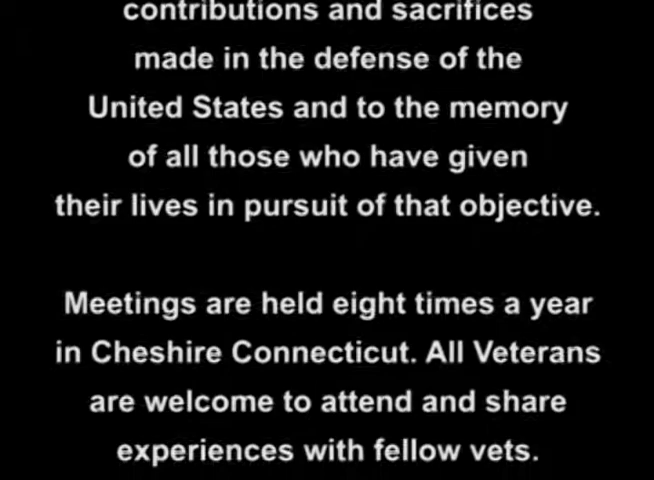 contributions and sacrifices
made in the defense of the
United States and to the memory
of all those who have given
their lives in pursuit of that objective.
Meetings are held eight times a year
in Cheshire Connecticut. All Veterans
are welcome to attend and share
experiences with fellow vets.